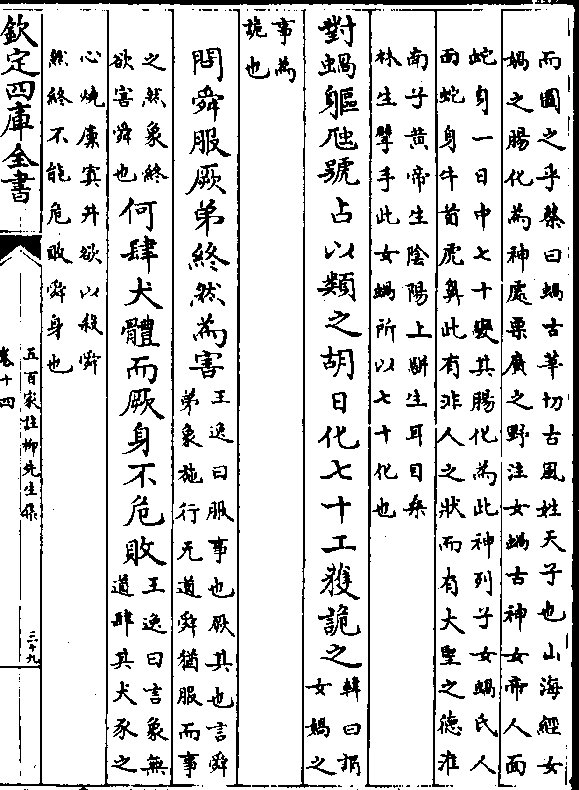 而圖之乎蔡曰媧古華切古風姓天子也山海經女
媧之腸化為神處栗廣之野注女媧古神女帝人面
蛇身一日中七十變其腸化為此神列子女媧氏人
面蛇身牛首虎鼻此有非人之狀而有大聖之德淮
南子黄帝生陰陽上駢生耳目桑
林生臂手此女媧所以七十化也
對媧軀虺號占以類之胡日化七十工獲詭之
韓曰捐
女媧之
事為
詭也
問舜服厥弟終然為害
王逸曰服事也厥其也言舜
弟象施行无道舜猶服而事
之然象終
欲害舜也
何肆犬體而厥身不危敗
王逸曰言象無
道肆其犬豕之
心燒廩窴井欲以殺舜
然終不能危敗舜身也
欽定四庫全書
五百家註柳先生集
卷十四
三十九